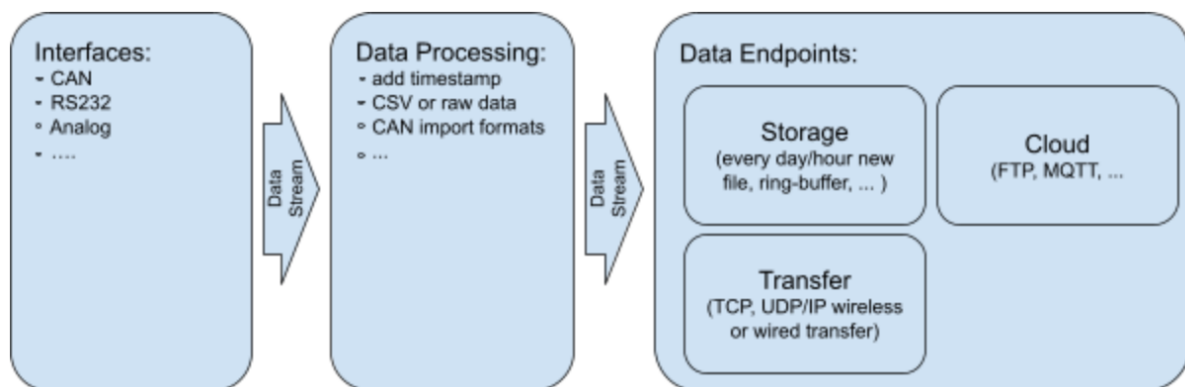 Interfaces:
- CAN
- RS232
◦ Analog
- ....
Data
Stream
Data Processing:
- add timestamp
- CSV or raw data
◦ CAN import formats
◦ ...
Data
Stream
Data Endpoints:
Storage
(every day/hour new
file, ring-buffer, ... )
Cloud
(FTP, MQTT, ...
Transfer
(TCP, UDP/IP wireless
or wired transfer)